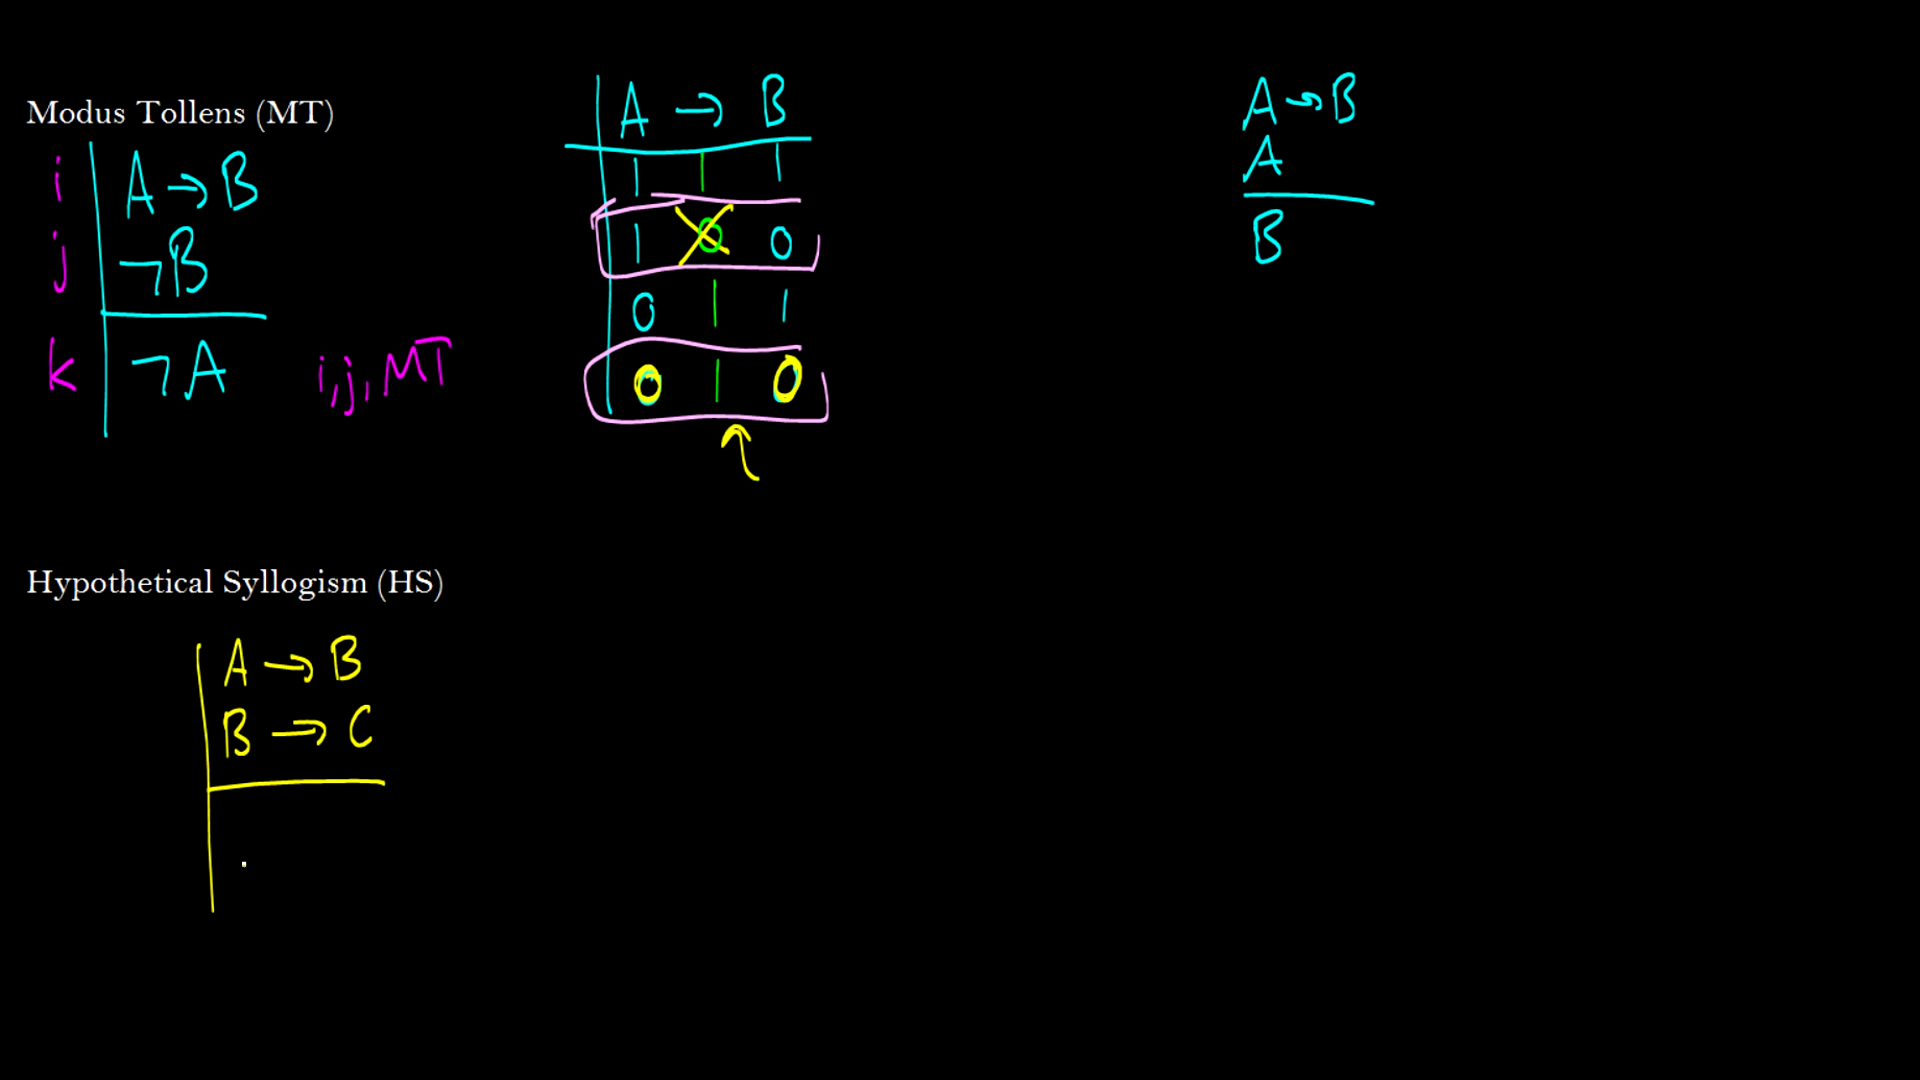 Modus Tollens (MT)
i A → B
j ¬B
k ¬A i,j, MT
A → B
1 1 1
1 0 0
0 1 1
0 1 0
A → B
A
B
Hypothetical Syllogism (HS)
A → B
B → C